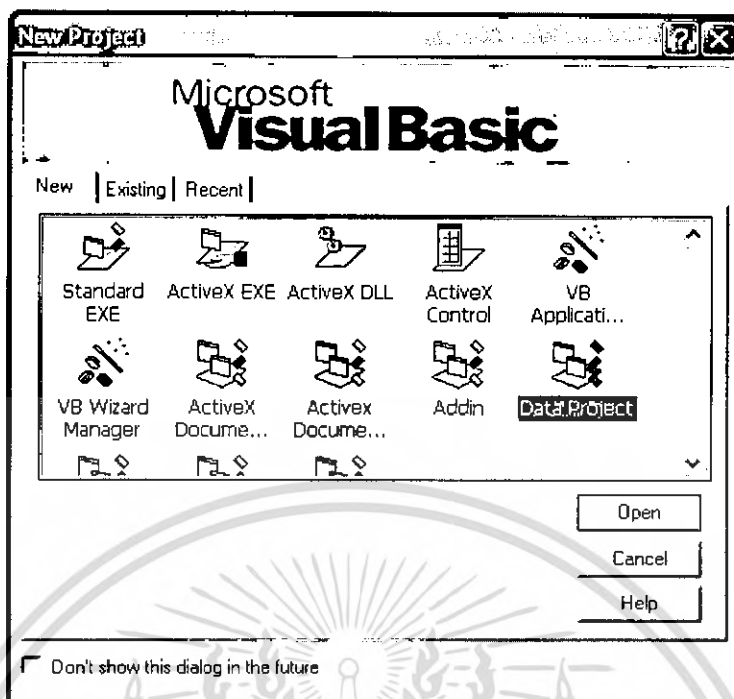 New Project
Microsoft
Visual Basic
New Existing Recent
Standard EXE
ActiveX EXE
ActiveX DLL
ActiveX Control
VB Applicati...
VB Wizard Manager
ActiveX Docume...
Activex Docume...
Addin
Data Project
Open
Cancel
Help
Don't show this dialog in the future